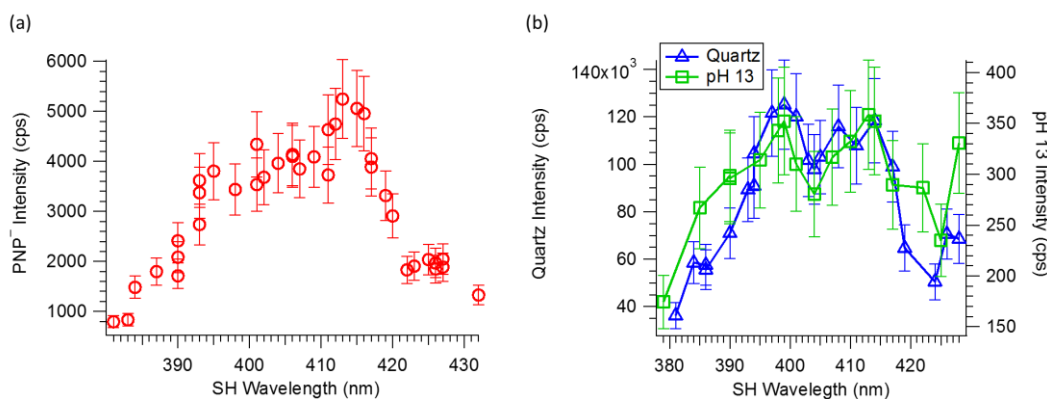 (a)
6000
5000
4000
3000
2000
1000
PNP⁻ Intensity (cps)
390
400
410
420
430
SH Wavelegth (nm)
(b)
Quartz
pH 13
140x10³
120
100
80
60
40
Quartz Intensity (cps)
400
350
300
250
200
150
pH 13 Intensity (cps)
380
390
400
410
420
SH Wavelegth (nm)